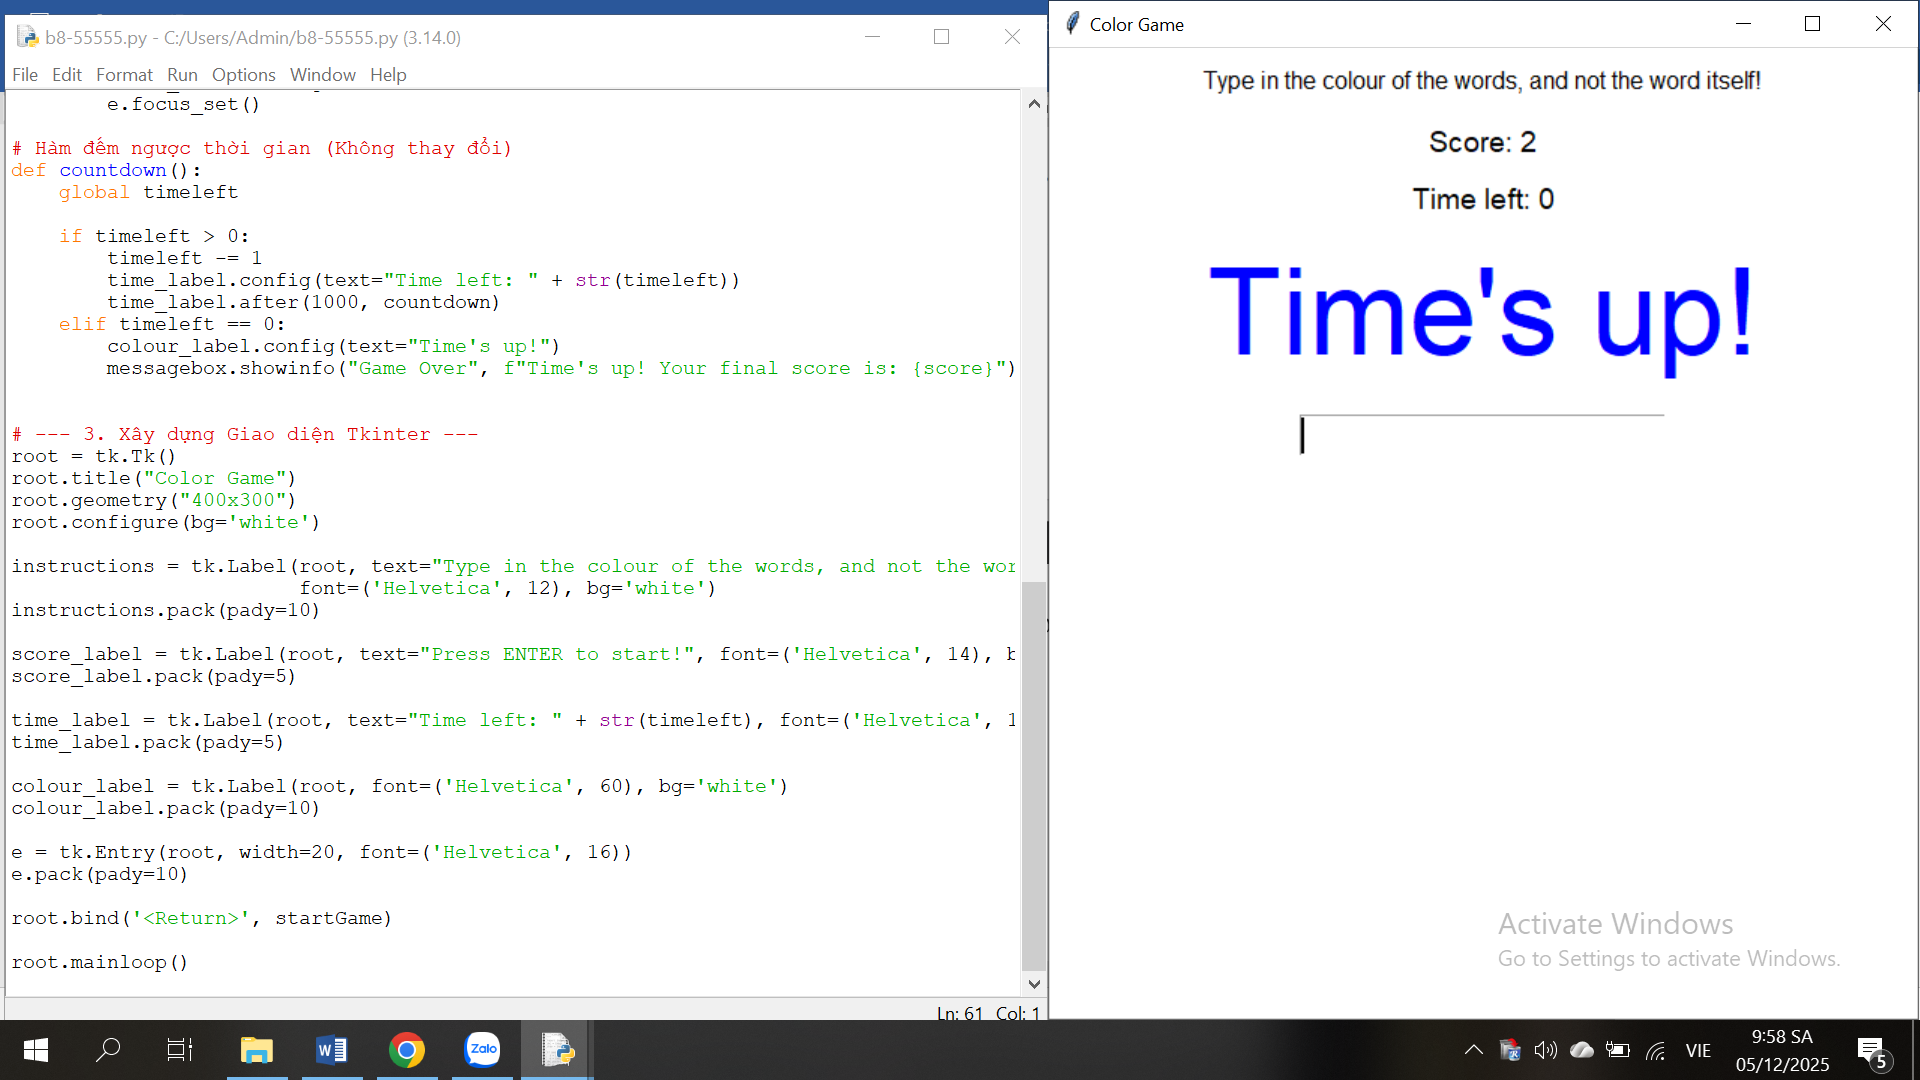 b8-55555.py - C:/Users/Admin/b8-55555.py (3.14.0)
File Edit Format Run Options Window Help
        e.focus_set()
# Hàm đếm ngược thời gian (Không thay đổi)
def countdown():
    global timeleft
    if timeleft > 0:
        timeleft -= 1
        time_label.config(text="Time left: " + str(timeleft))
        time_label.after(1000, countdown)
    elif timeleft == 0:
        colour_label.config(text="Time's up!")
        messagebox.showinfo("Game Over", f"Time's up! Your final score is: {score}")
# --- 3. Xây dựng Giao diện Tkinter ---
root = tk.Tk()
root.title("Color Game")
root.geometry("400x300")
root.configure(bg='white')
instructions = tk.Label(root, text="Type in the colour of the words, and not the wor
                        font=('Helvetica', 12), bg='white')
instructions.pack(pady=10)
score_label = tk.Label(root, text="Press ENTER to start!", font=('Helvetica', 14), b
score_label.pack(pady=5)
time_label = tk.Label(root, text="Time left: " + str(timeleft), font=('Helvetica', 1
time_label.pack(pady=5)
colour_label = tk.Label(root, font=('Helvetica', 60), bg='white')
colour_label.pack(pady=10)
e = tk.Entry(root, width=20, font=('Helvetica', 16))
e.pack(pady=10)
root.bind('<Return>', startGame)
root.mainloop()
Ln: 61 Col: 1
Color Game
Type in the colour of the words, and not the word itself!
Score: 2
Time left: 0
Time's up!
Activate Windows
Go to Settings to activate Windows.
Zalo
VIE
9:58 SA
05/12/2025
5